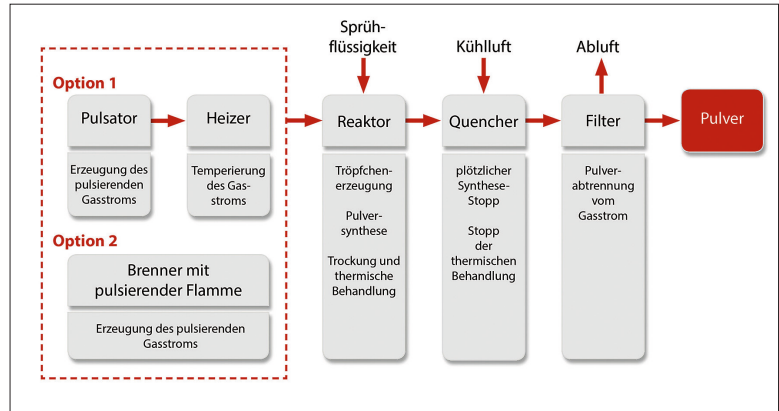 Option 1
Pulsator
Erzeugung des
pulsierenden
Gasstroms
Heizer
Temperierung
des Gas-
stroms
Option 2
Brenner mit
pulsierender Flamme
Erzeugung des pulsierenden
Gasstroms
Sprüh-
flüssigkeit
Reaktor
Tröpfchen-
erzeugung
Pulver-
synthese
Trockung und
thermische
Behandlung
Kühlluft
Quencher
plötzlicher
Synthese-
Stopp
Stopp
der
thermischen
Behandlung
Abluft
Filter
Pulver-
abtrennung
vom
Gasstrom
Pulver